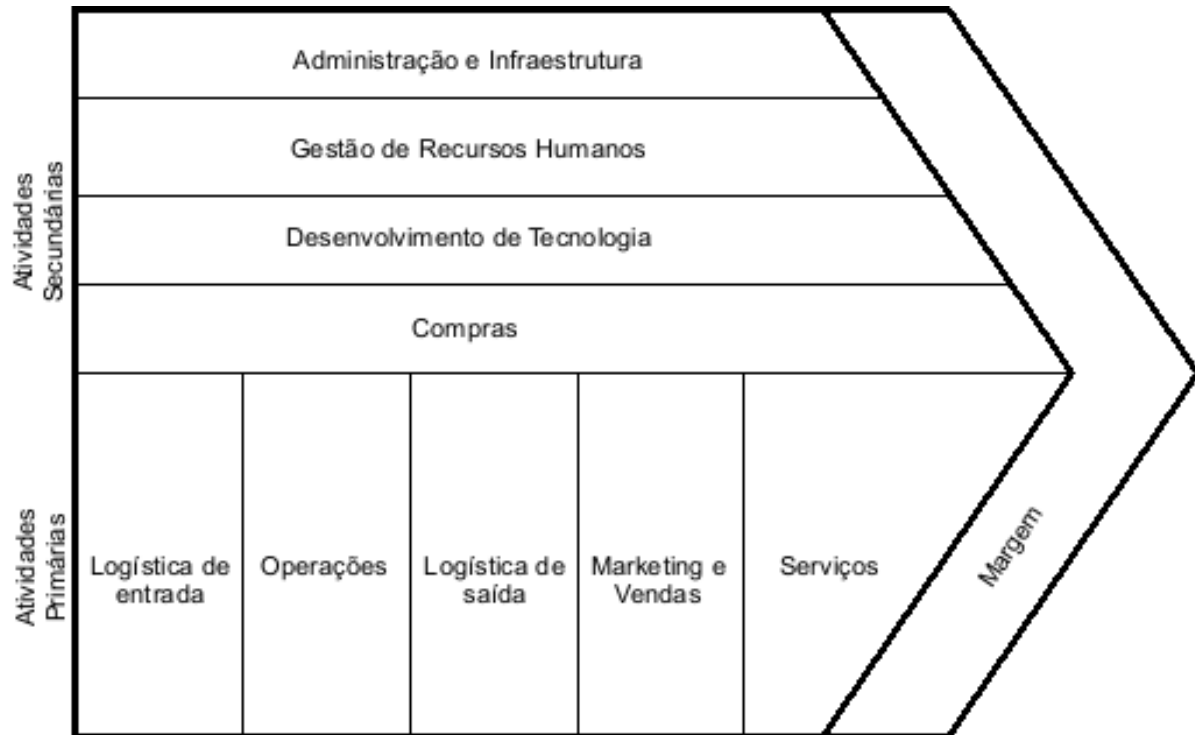 Administração e Infraestrutura
Gestão de Recursos Humanos
Desenvolvimento de Tecnologia
Compras
Atividades
Secundárias
Atividades
Primárias
Logística de
entrada
Operações
Logística de
saída
Marketing e
Vendas
Serviços
Margem